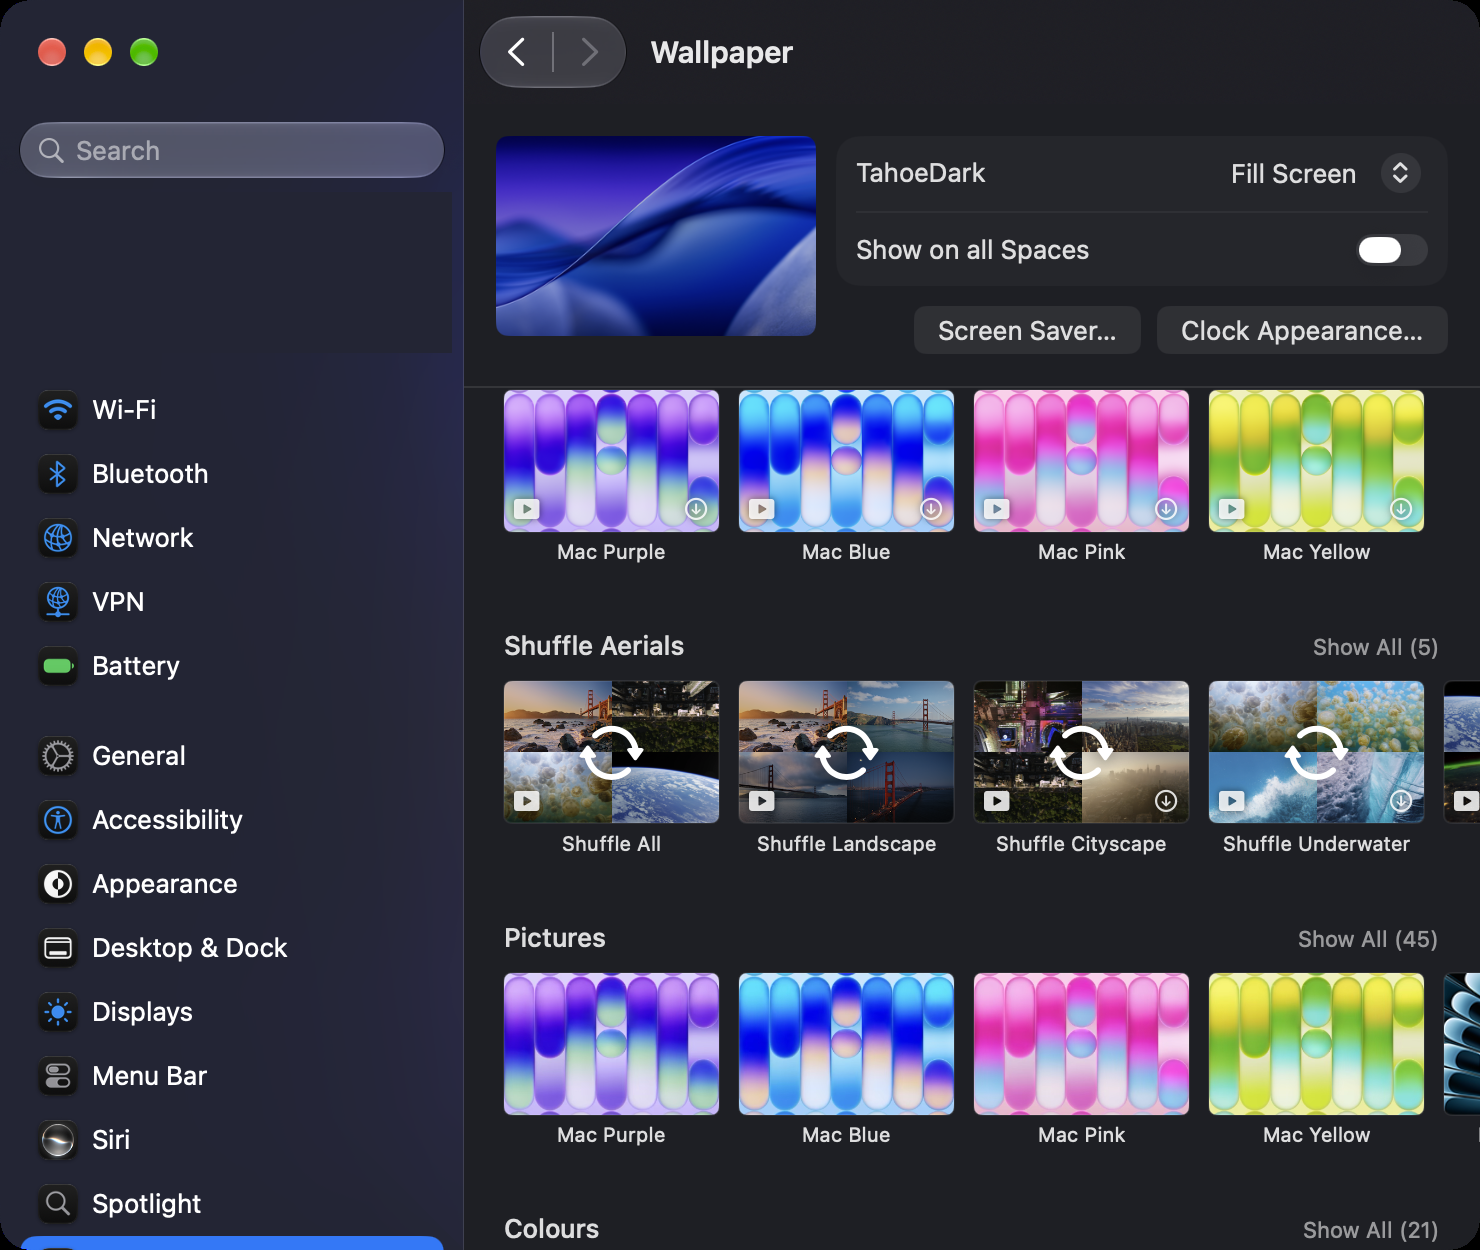 Search
Wi-Fi
Bluetooth
Network
VPN
Battery
General
Accessibility
Appearance
Desktop & Dock
Displays
Menu Bar
Siri
Spotlight
Wallpaper
TahoeDark
Fill Screen
Show on all Spaces
Screen Saver...
Clock Appearance...
Mac Purple
Mac Blue
Mac Pink
Mac Yellow
Shuffle Aerials
Show All (5)
Shuffle All
Shuffle Landscape
Shuffle Cityscape
Shuffle Underwater
Pictures
Show All (45)
Mac Purple
Mac Blue
Mac Pink
Mac Yellow
Colours
Show All (21)